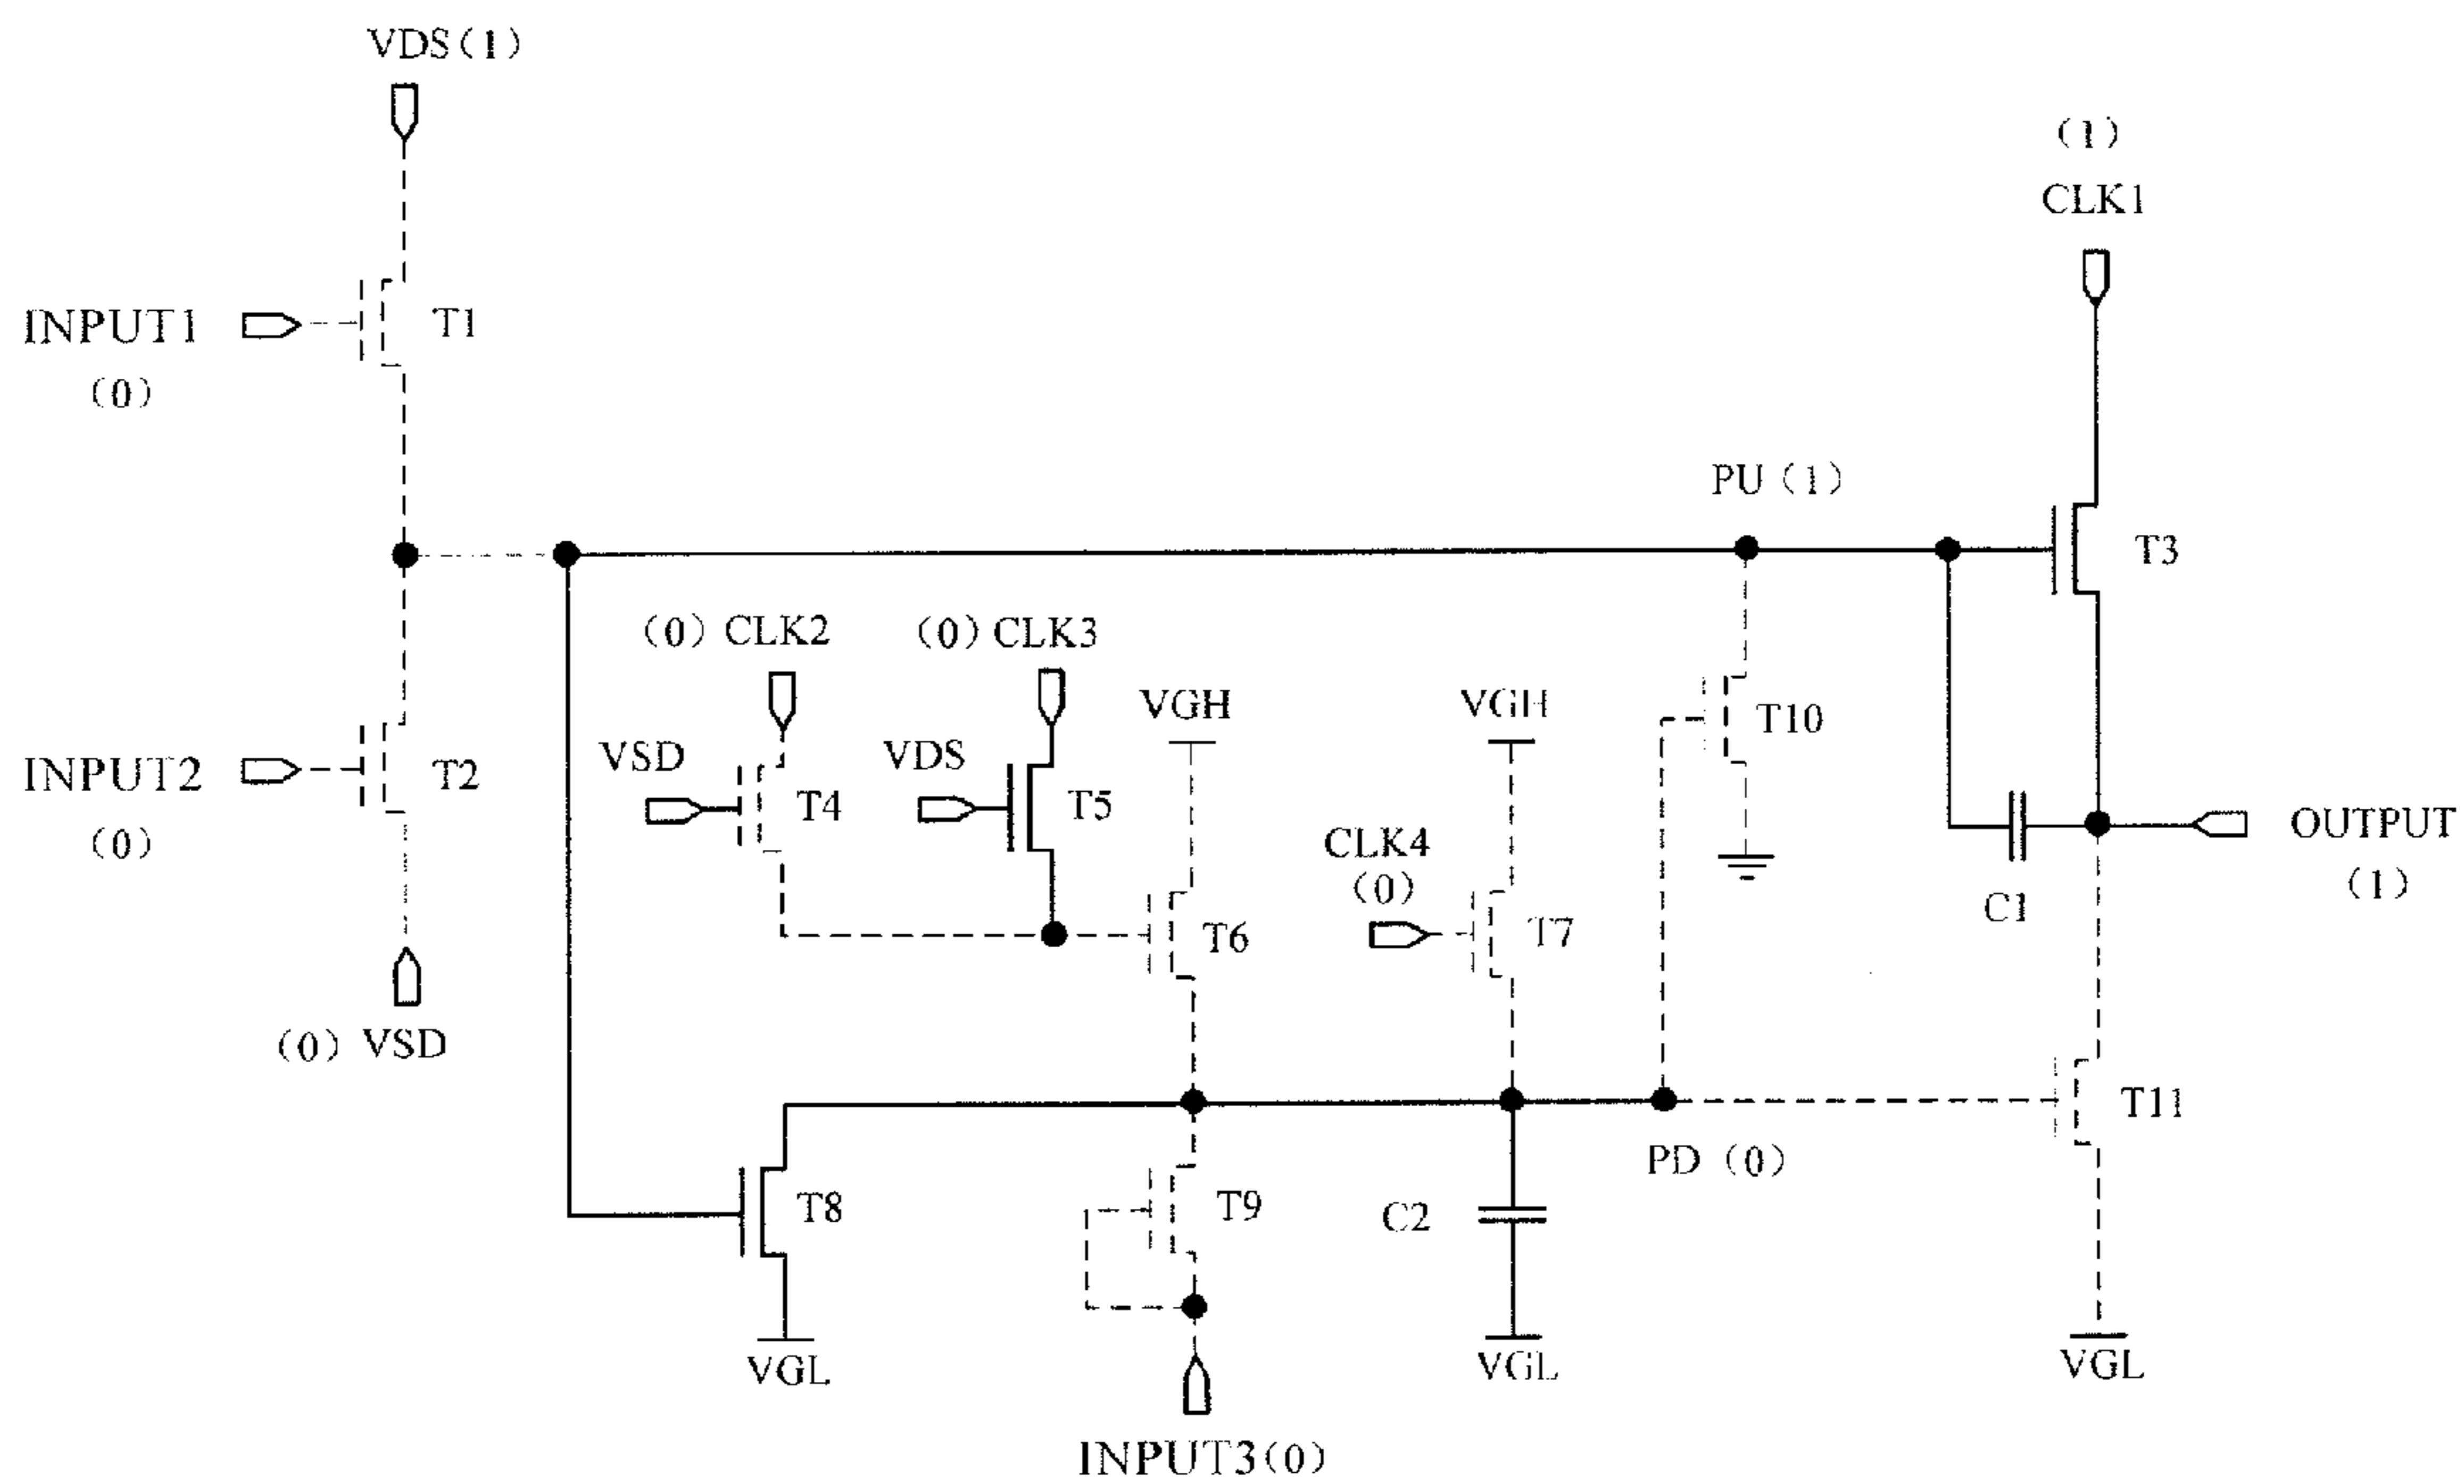 VDS(1)
(1)
CLK1
INPUT1
(0)
T1
PU(1)
T3
(0) CLK2
(0) CLK3
VGH
VGH
T10
VSD
VDS
INPUT2
(0)
T2
T4
T5
CLK4
(0)
OUTPUT
(1)
C1
T6
T7
(0) VSD
T11
PD (0)
T8
T9
C2
VGL
VGL
VGL
INPUT3(0)